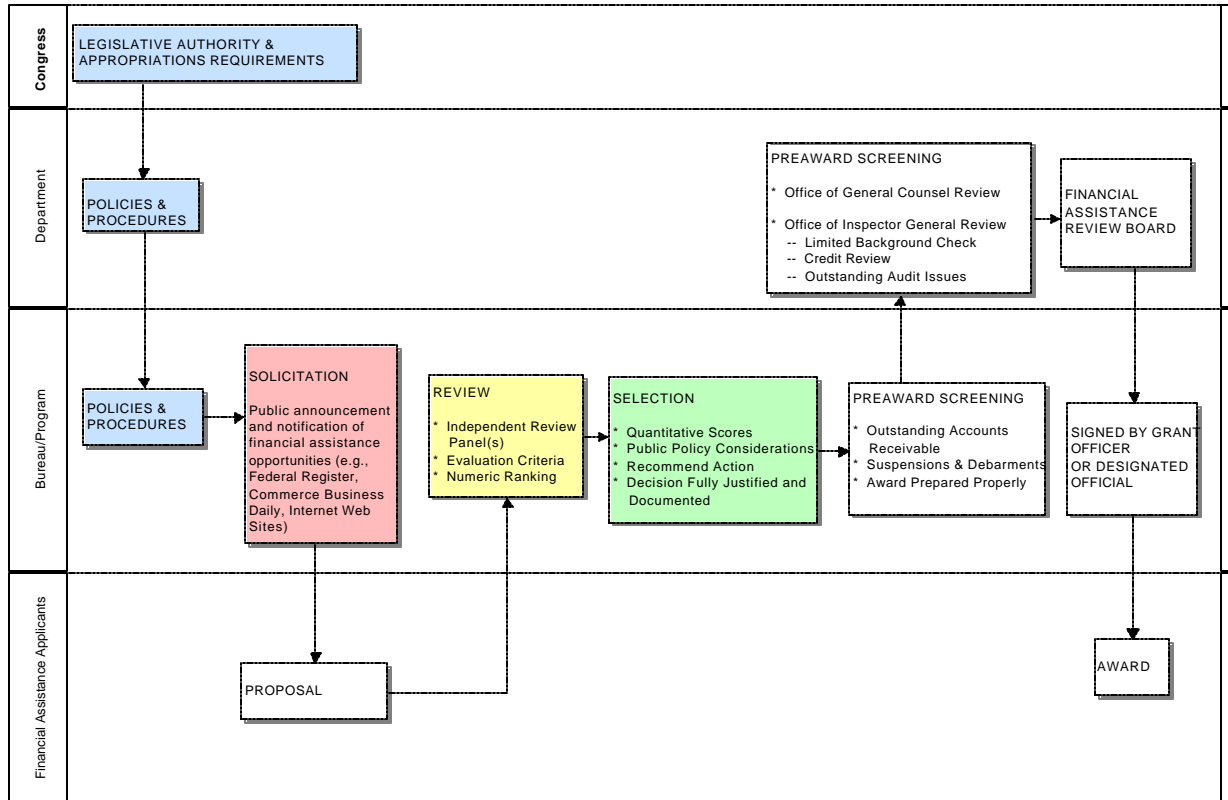 Congress
LEGISLATIVE AUTHORITY &
APPROPRIATIONS REQUIREMENTS
Department
POLICIES &
PROCEDURES
PREAWARD SCREENING
* Office of General Counsel Review
* Office of Inspector General Review
-- Limited Background Check
-- Credit Review
-- Outstanding Audit Issues
FINANCIAL
ASSISTANCE
REVIEW BOARD
Bureau/Program
POLICIES &
PROCEDURES
SOLICITATION
Public announcement
and notification of
financial assistance
opportunities (e.g.,
Federal Register,
Commerce Business
Daily, Internet Web
Sites)
REVIEW
* Independent Review
Panel(s)
* Evaluation Criteria
* Numeric Ranking
SELECTION
* Quantitative Scores
* Public Policy Considerations
* Recommend Action
* Decision Fully Justified and
Documented
PREAWARD SCREENING
* Outstanding Accounts
Receivable
* Suspensions & Debarments
* Award Prepared Properly
SIGNED BY GRANT
OFFICER
OR DESIGNATED
OFFICIAL
Financial Assistance Applicants
PROPOSAL
AWARD